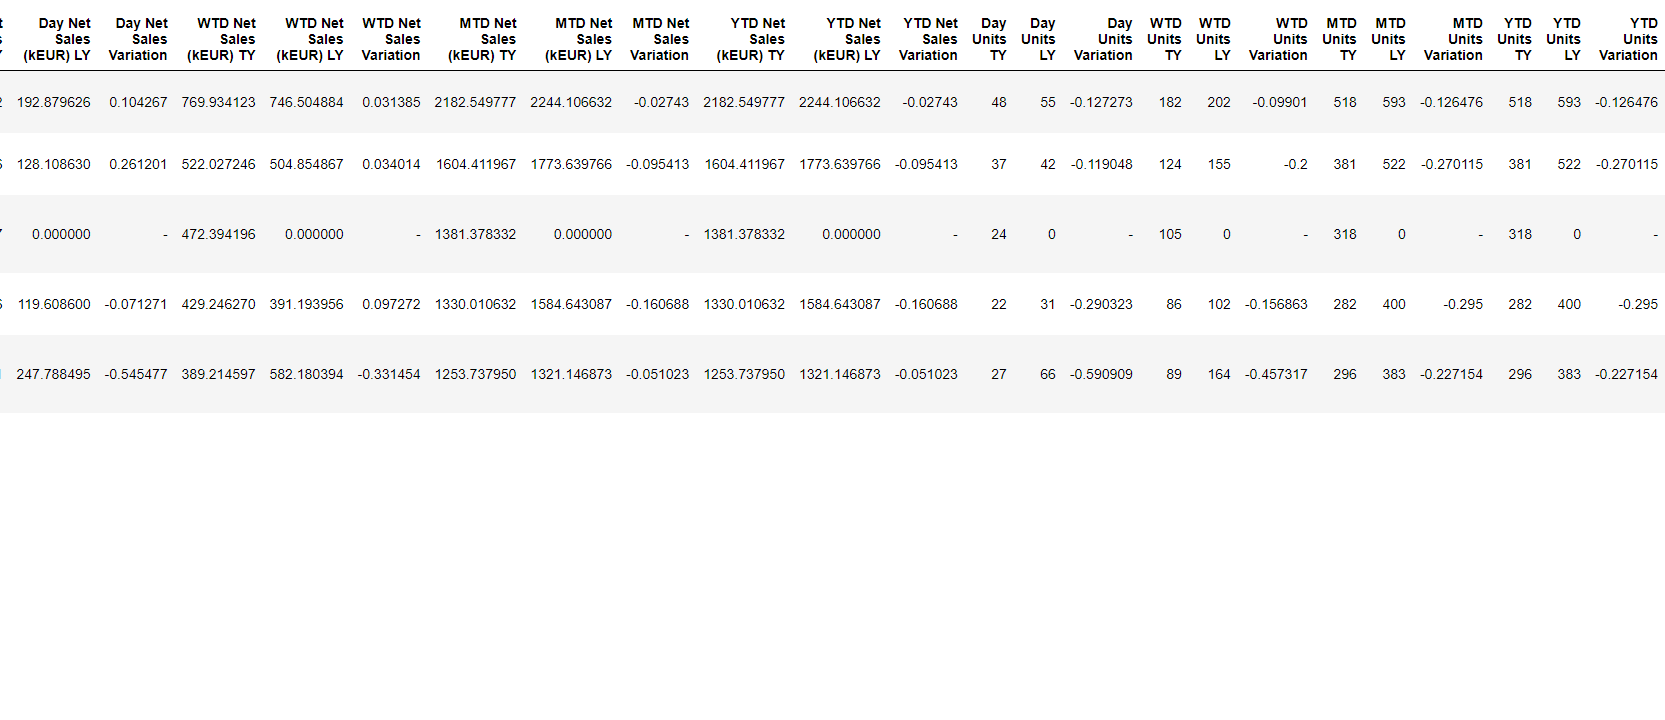 Day Net Sales (kEUR) LY Day Net Sales Variation WTD Net Sales (kEUR) TY WTD Net Sales (kEUR) LY WTD Net Sales Variation MTD Net Sales (kEUR) TY MTD Net Sales (kEUR) LY MTD Net Sales Variation YTD Net Sales (kEUR) TY YTD Net Sales (kEUR) LY YTD Net Sales Variation Day Units TY Day Units LY Day Units Variation WTD Units TY WTD Units LY WTD Units Variation MTD Units TY MTD Units LY MTD Units Variation YTD Units TY YTD Units LY YTD Units Variation
192.879626 0.104267 769.934123 746.504884 0.031385 2182.549777 2244.106632 -0.02743 2182.549777 2244.106632 -0.02743 48 55 -0.127273 182 202 -0.09901 518 593 -0.126476 518 593 -0.126476
128.108630 0.261201 522.027246 504.854867 0.034014 1604.411967 1773.639766 -0.095413 1604.411967 1773.639766 -0.095413 37 42 -0.119048 124 155 -0.2 381 522 -0.270115 381 522 -0.270115
0.000000 - 472.394196 0.000000 - 1381.378332 0.000000 - 1381.378332 0.000000 - 24 0 - 105 0 - 318 0 - 318 0 -
119.608600 -0.071271 429.246270 391.193956 0.097272 1330.010632 1584.643087 -0.160688 1330.010632 1584.643087 -0.160688 22 31 -0.290323 86 102 -0.156863 282 400 -0.295 282 400 -0.295
247.788495 -0.545477 389.214597 582.180394 -0.331454 1253.737950 1321.146873 -0.051023 1253.737950 1321.146873 -0.051023 27 66 -0.590909 89 164 -0.457317 296 383 -0.227154 296 383 -0.227154